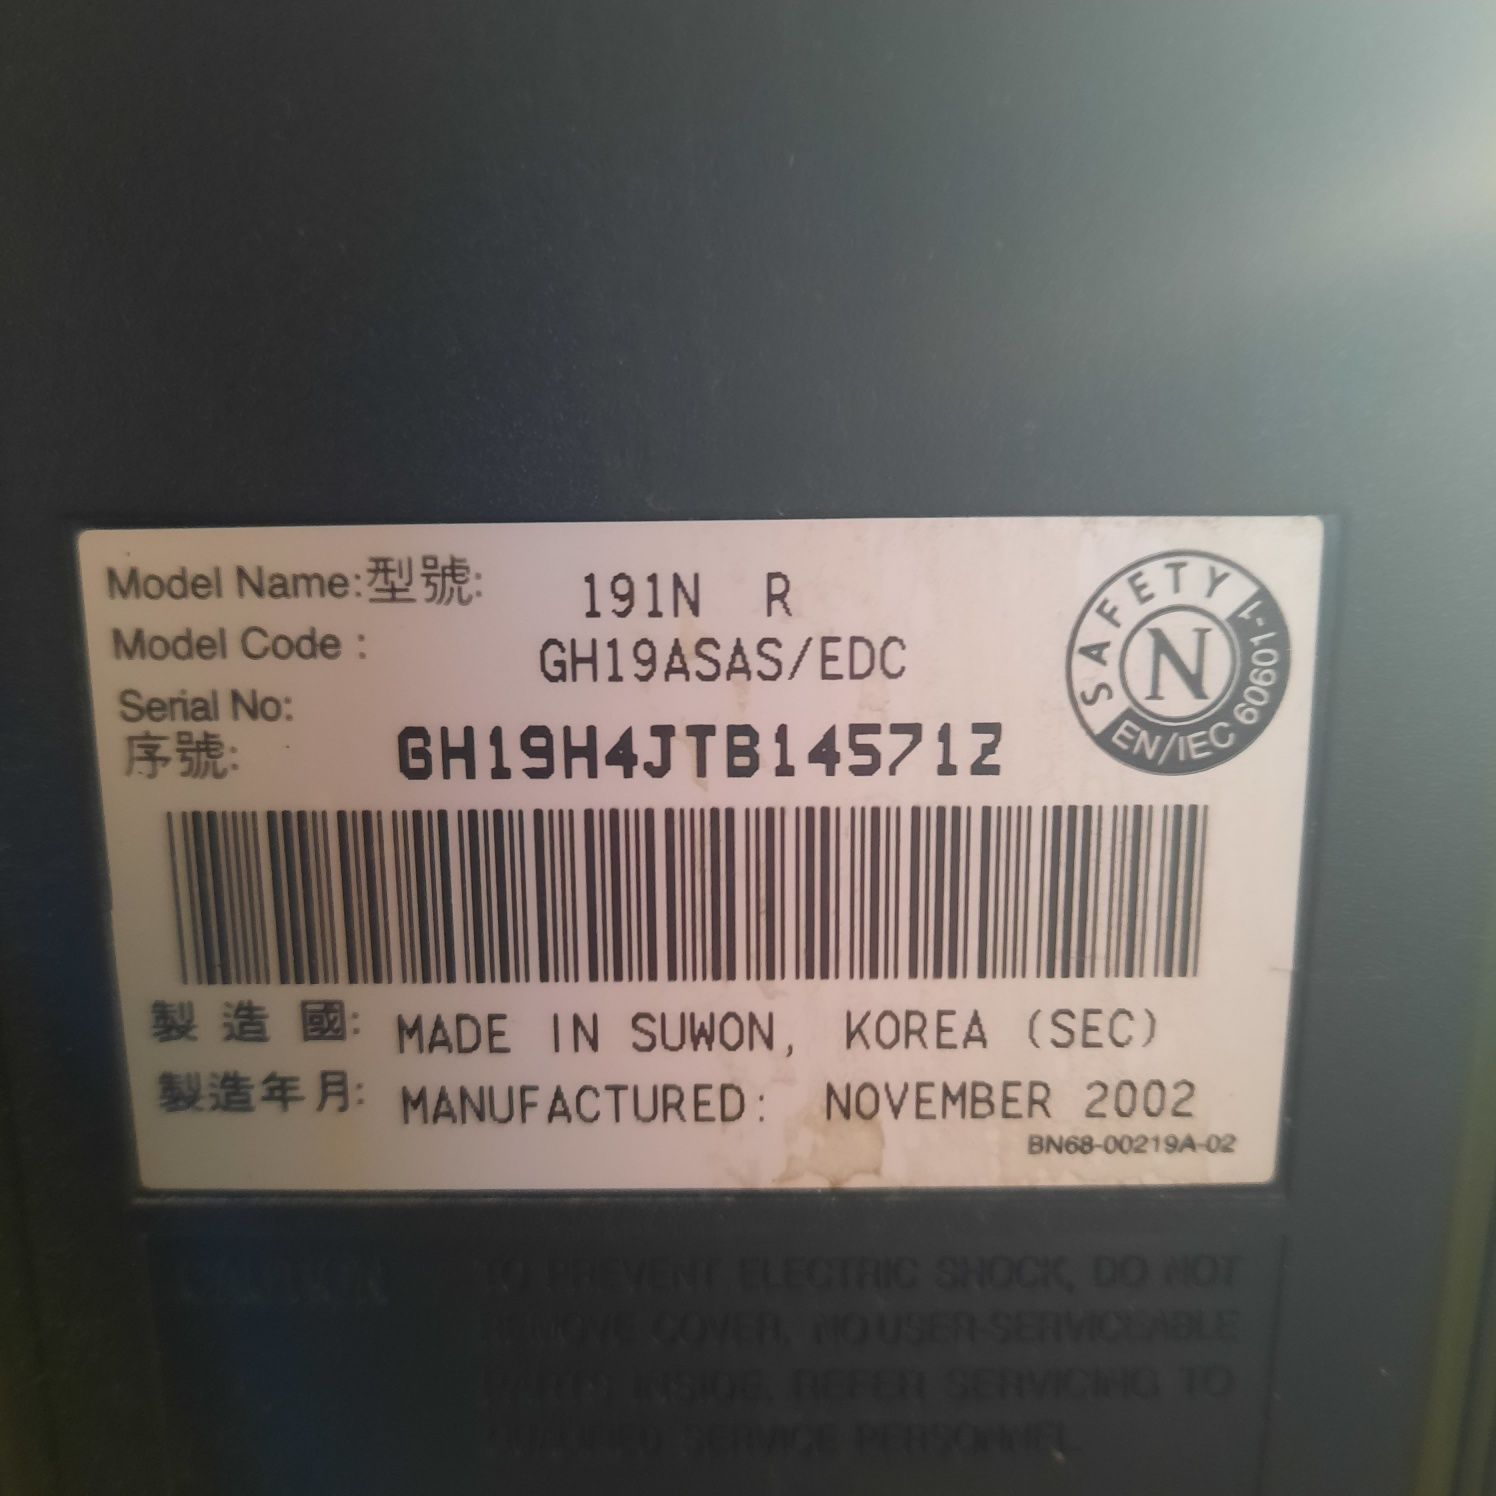 Model Name:型號: 191N R
Model Code : GH19ASAS/EDC
Serial No:
序號: GH19H4JTB14571Z
SAFETY
N
EN/IEC 60601-1
製造國: MADE IN SUWON, KOREA (SEC)
製造年月: MANUFACTURED: NOVEMBER 2002
BN68-00219A-02
CAUTION
TO PREVENT ELECTRIC SHOCK, DO NOT
REMOVE COVER, NO USER-SERVICEABLE
PARTS INSIDE, REFER SERVICING TO
QUALIFIED SERVICE PERSONNEL.